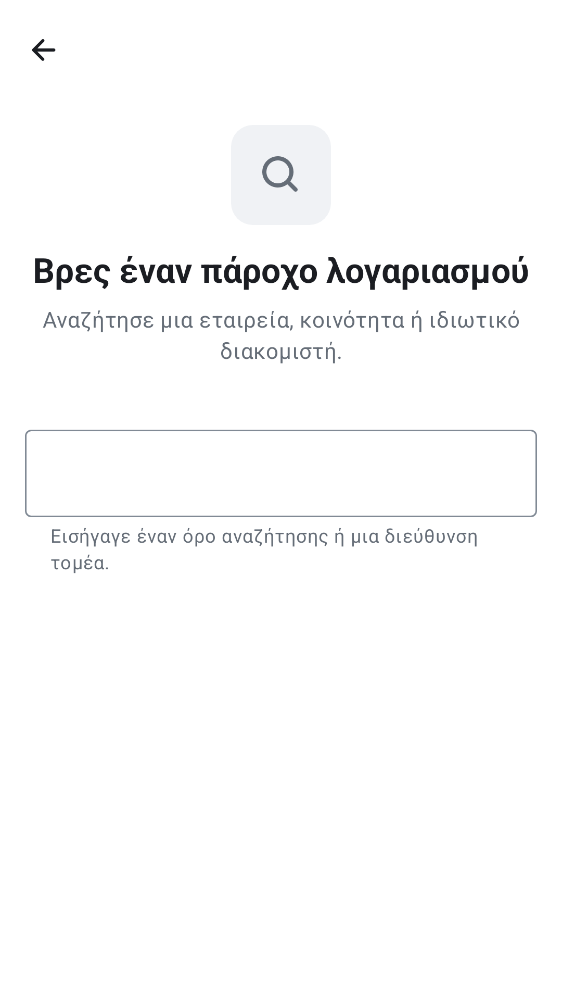 Βρες έναν πάροχο λογαριασμού
Αναζήτησε μια εταιρεία, κοινότητα ή ιδιωτικό
διακομιστή.
Εισήγαγε έναν όρο αναζήτησης ή μια διεύθυνση
τομέα.